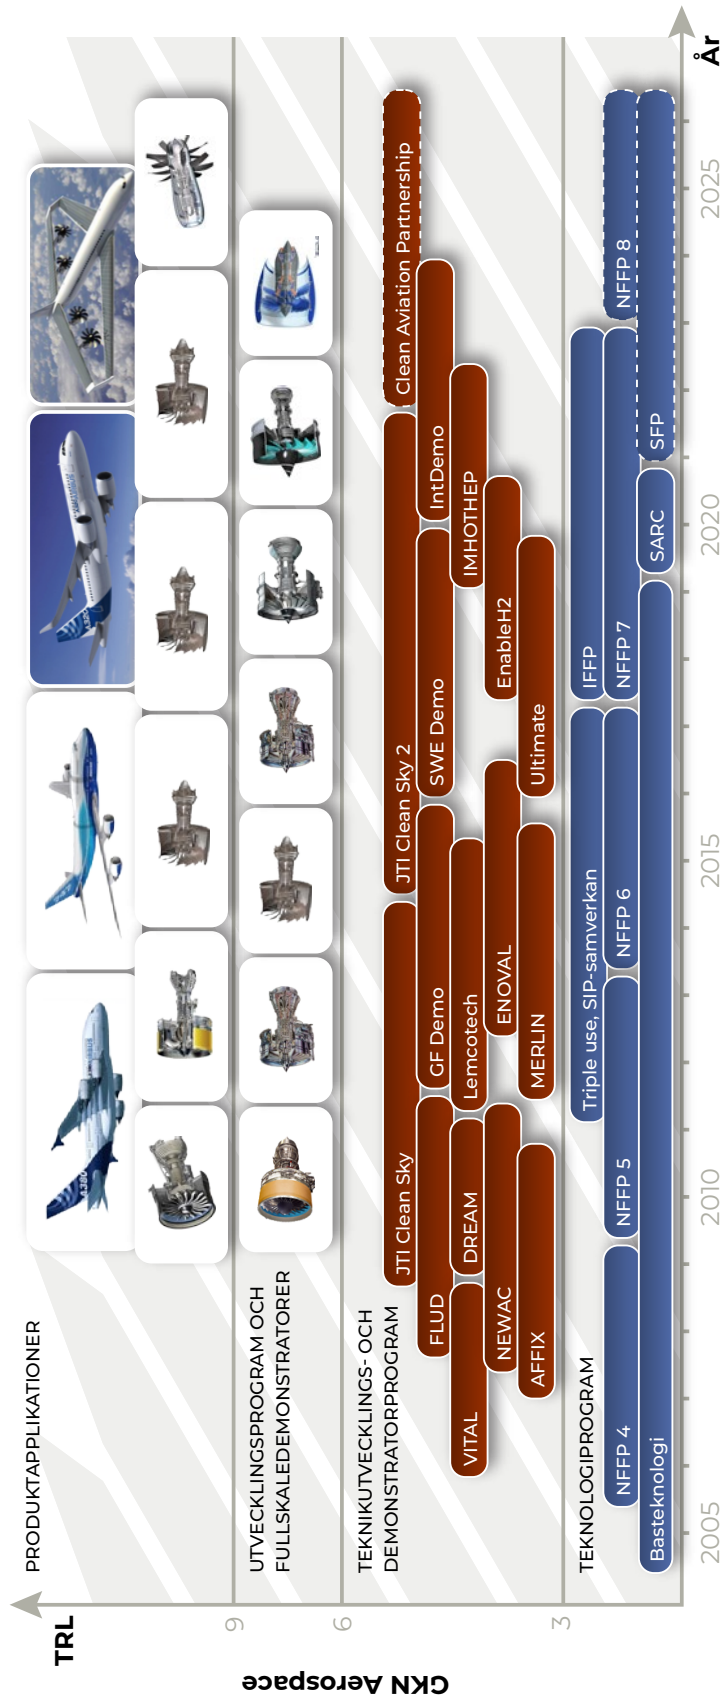 GKN Aerospace
TRL
PRODUKTAPPLIKATIONER
A380
9
UTVECKLINGSPROGRAM OCH
FULLSKALEDEMONSTRATORER
6
TEKNIKUTVECKLINGS- OCH
DEMONSTRATORPROGRAM
JTI Clean Sky
JTI Clean Sky 2
Clean Aviation Partnership
FLUD
GF Demo
SWE Demo
IntDemo
VITAL
DREAM
Lemcotech
IMHOTHEP
NEWAC
ENOVAL
EnableH2
AFFIX
MERLIN
Ultimate
3
TEKNOLOGIPROGRAM
Triple use, SIP-samverkan
IFFP
NFFP 4
NFFP 5
NFFP 6
NFFP 7
NFFP 8
Basteknologi
SARC
SFP
2005
2010
2015
2020
2025
År